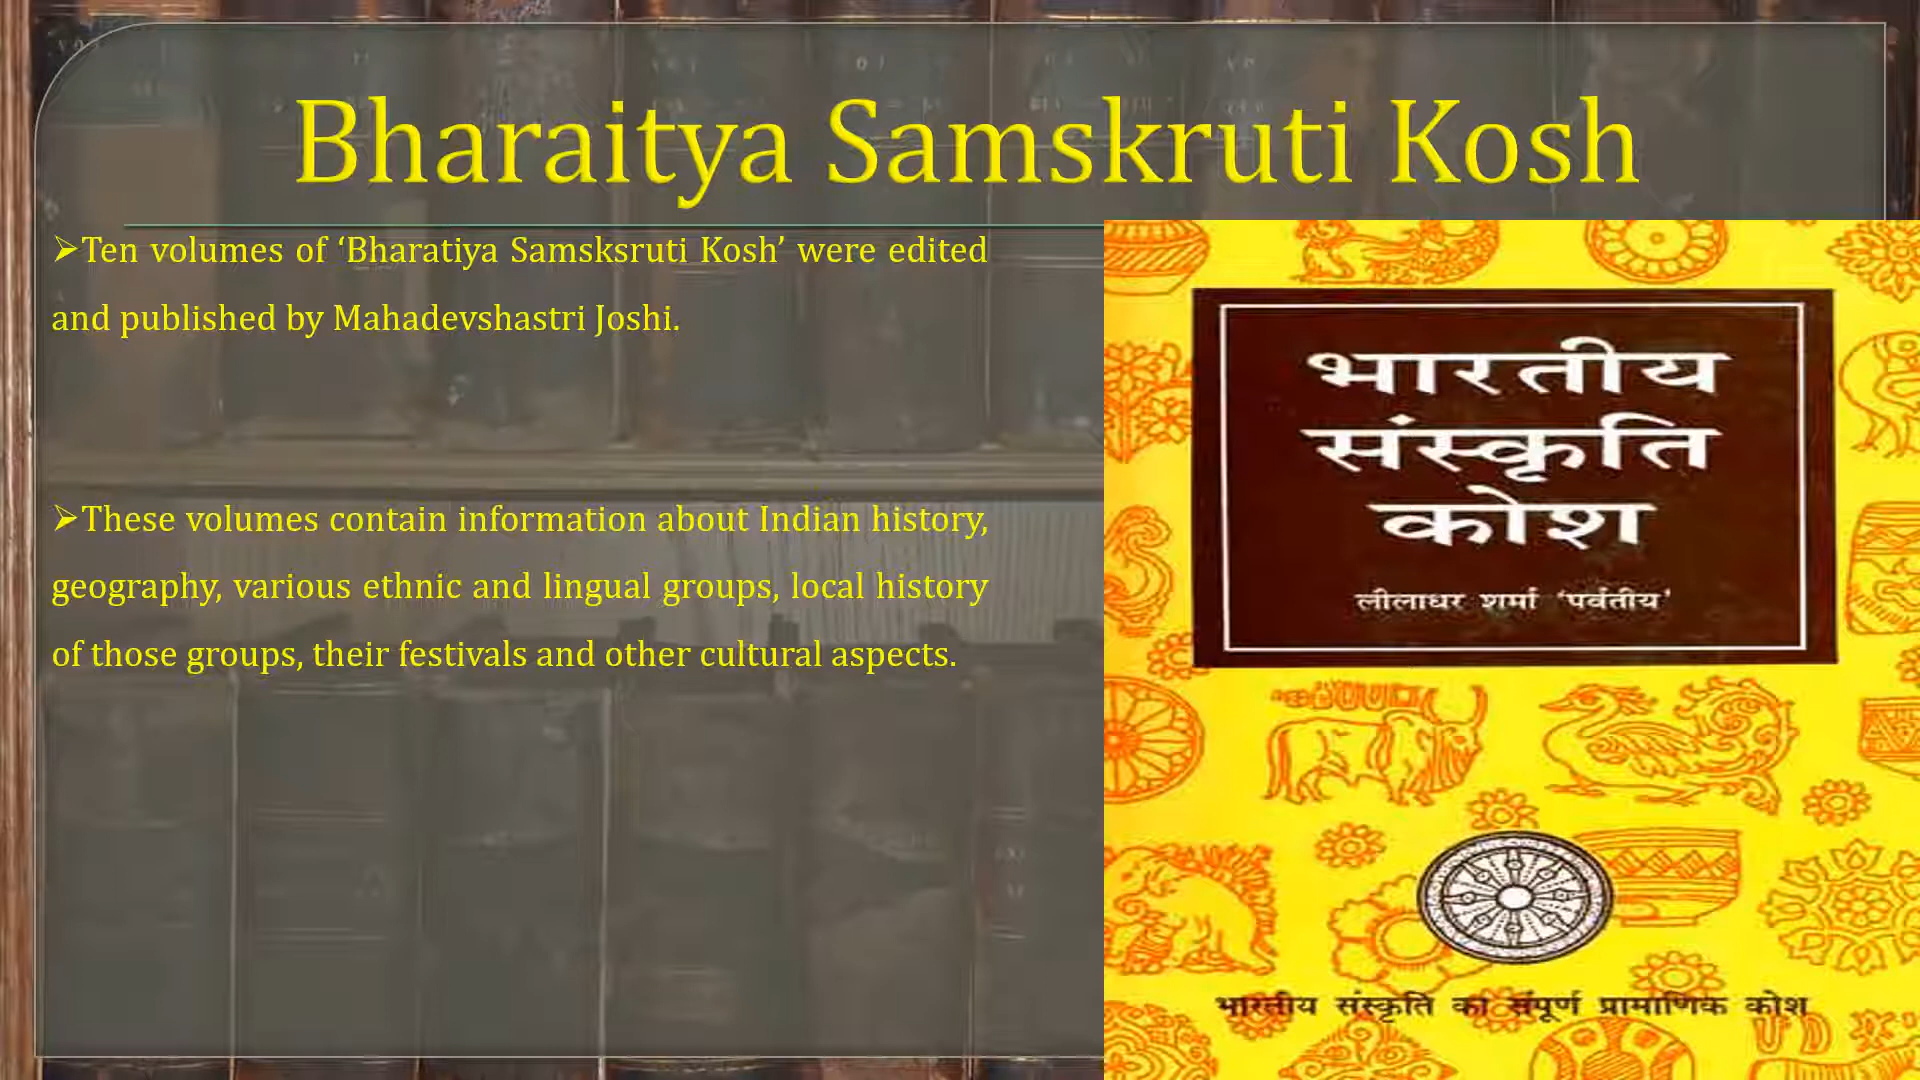 Bharaitya Samskruti Kosh
➢Ten volumes of ‘Bharatiya Samsksruti Kosh’ were edited
and published by Mahadevshastri Joshi.
➢These volumes contain information about Indian history,
geography, various ethnic and lingual groups, local history
of those groups, their festivals and other cultural aspects.
भारतीय
संस्कृति
कोश
लीलाधर शर्मा ‘पर्वतीय’
भारतीय संस्कृति का संपूर्ण प्रामाणिक कोश